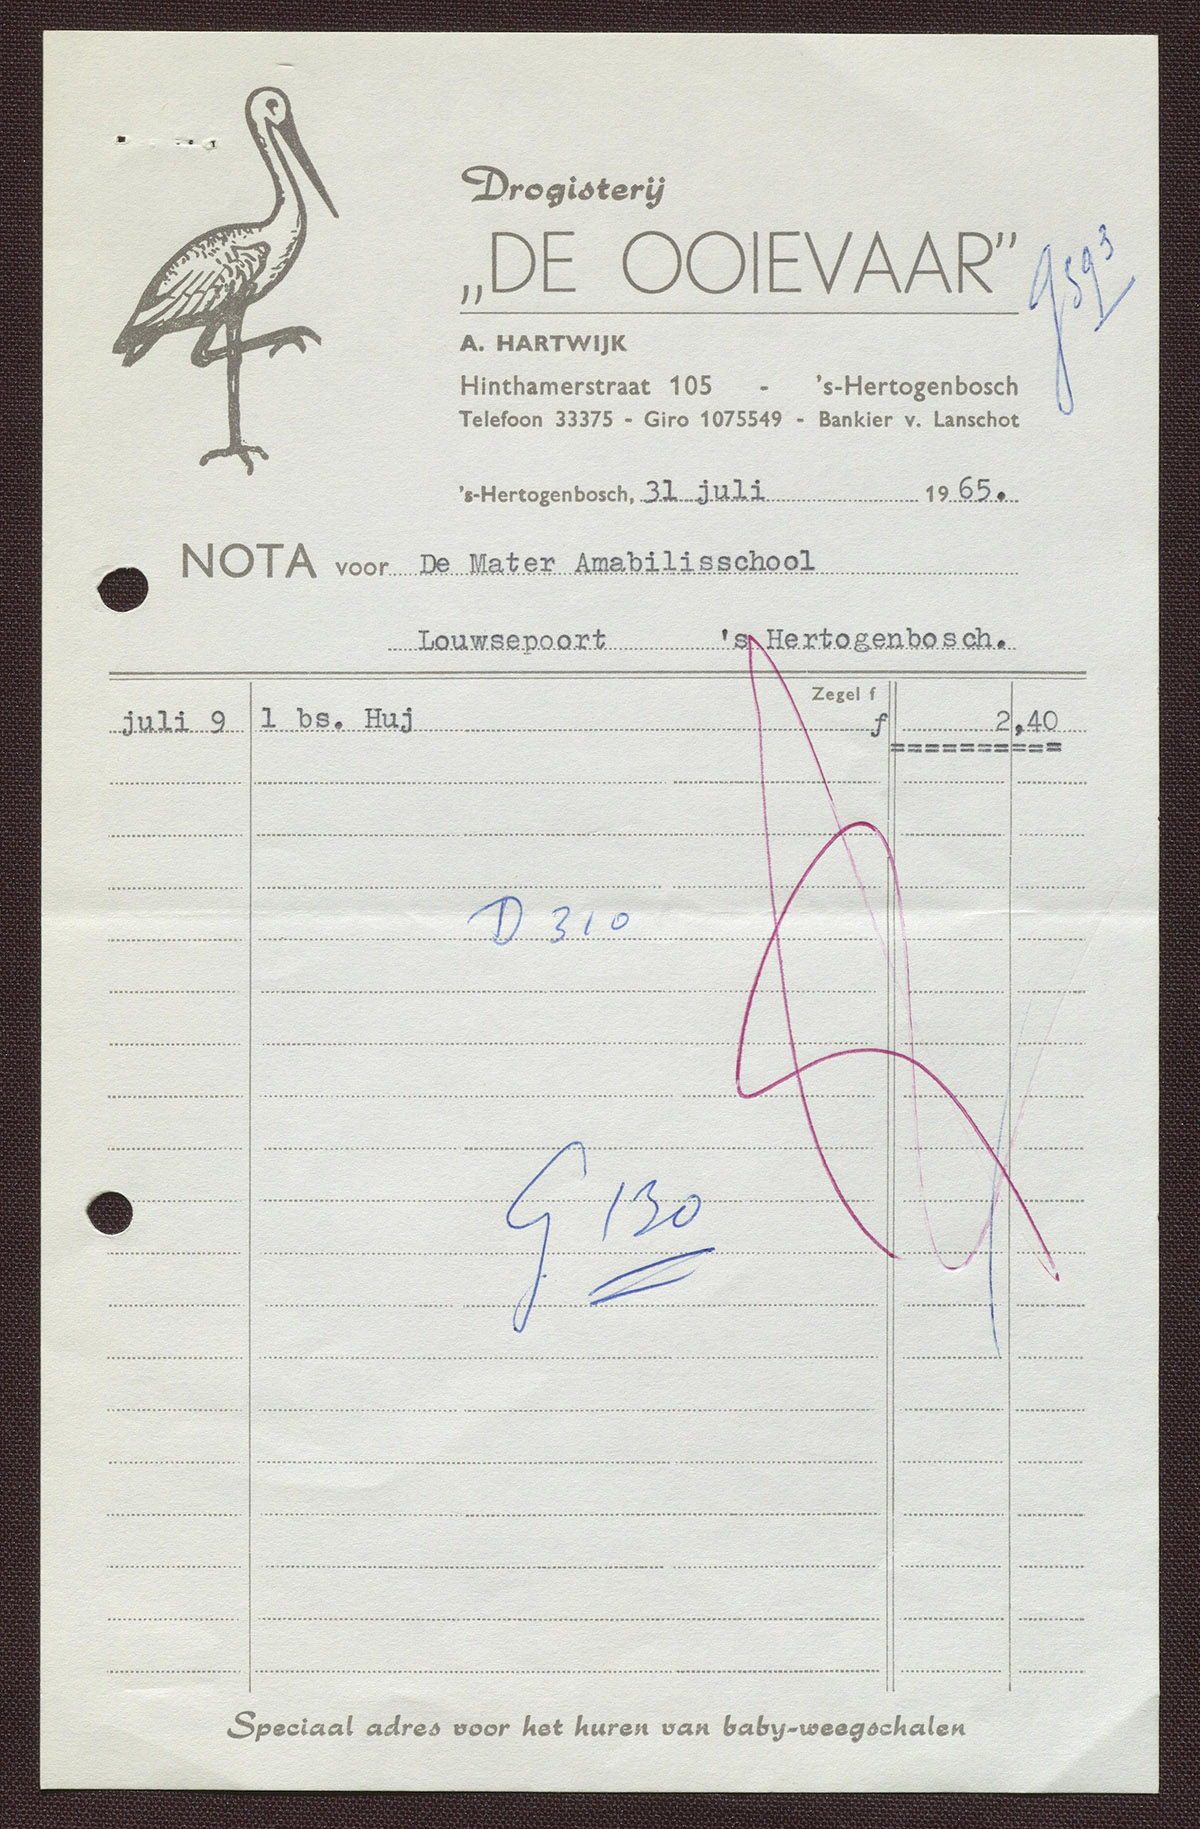 Drogisterij
„DE OOIEVAAR”
A. HARTWIJK
Hinthamerstraat 105 - 's-Hertogenbosch
Telefoon 33375 - Giro 1075549 - Bankier v. Lanschot
's-Hertogenbosch, 31 juli 1965.
NOTA voor De Mater Amabilisschool
Louwsepoort 's Hertogenbosch.
Zegel f
juli 9 1 bs. Huj f 2,40
D 310
G 130
Speciaal adres voor het huren van baby-weegschalen